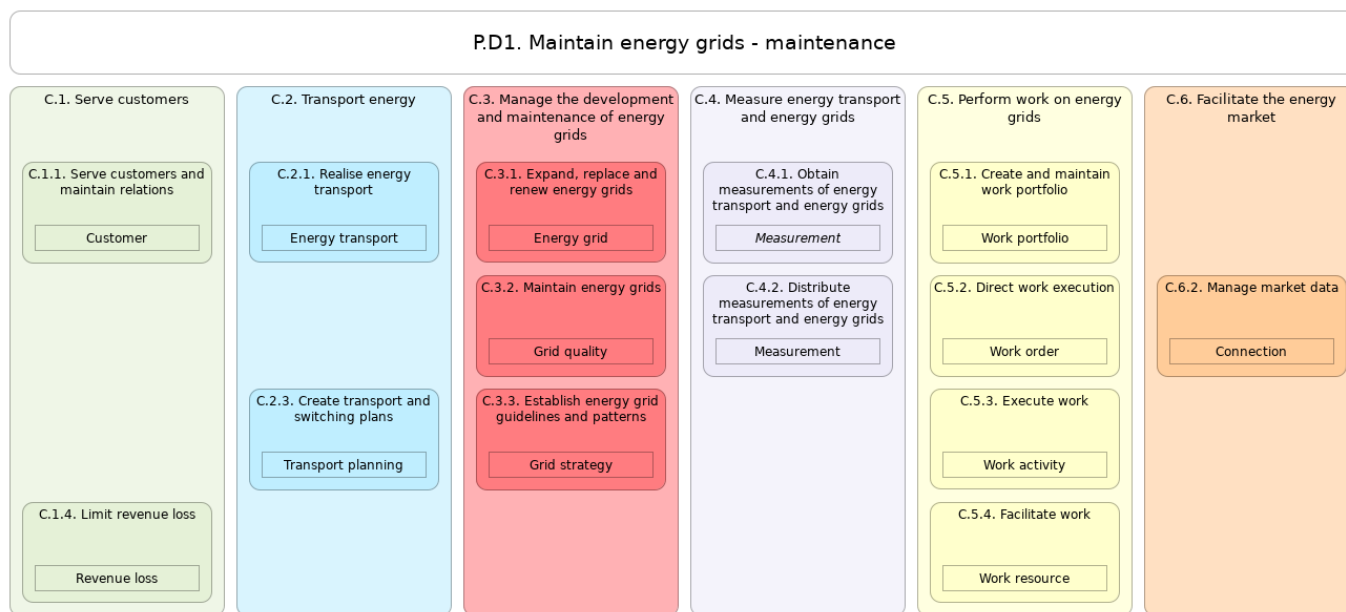 P.D1. Maintain energy grids - maintenance
C.1. Serve customers
C.1.1. Serve customers and
maintain relations
Customer
C.1.4. Limit revenue loss
Revenue loss
C.2. Transport energy
C.2.1. Realise energy
transport
Energy transport
C.2.3. Create transport and
switching plans
Transport planning
C.3. Manage the development
and maintenance of energy
grids
C.3.1. Expand, replace and
renew energy grids
Energy grid
C.3.2. Maintain energy grids
Grid quality
C.3.3. Establish energy grid
guidelines and patterns
Grid strategy
C.4. Measure energy transport
and energy grids
C.4.1. Obtain
measurements of energy
transport and energy grids
Measurement
C.4.2. Distribute
measurements of energy
transport and energy grids
Measurement
C.5. Perform work on energy
grids
C.5.1. Create and maintain
work portfolio
Work portfolio
C.5.2. Direct work execution
Work order
C.5.3. Execute work
Work activity
C.5.4. Facilitate work
Work resource
C.6. Facilitate the energy
market
C.6.2. Manage market data
Connection